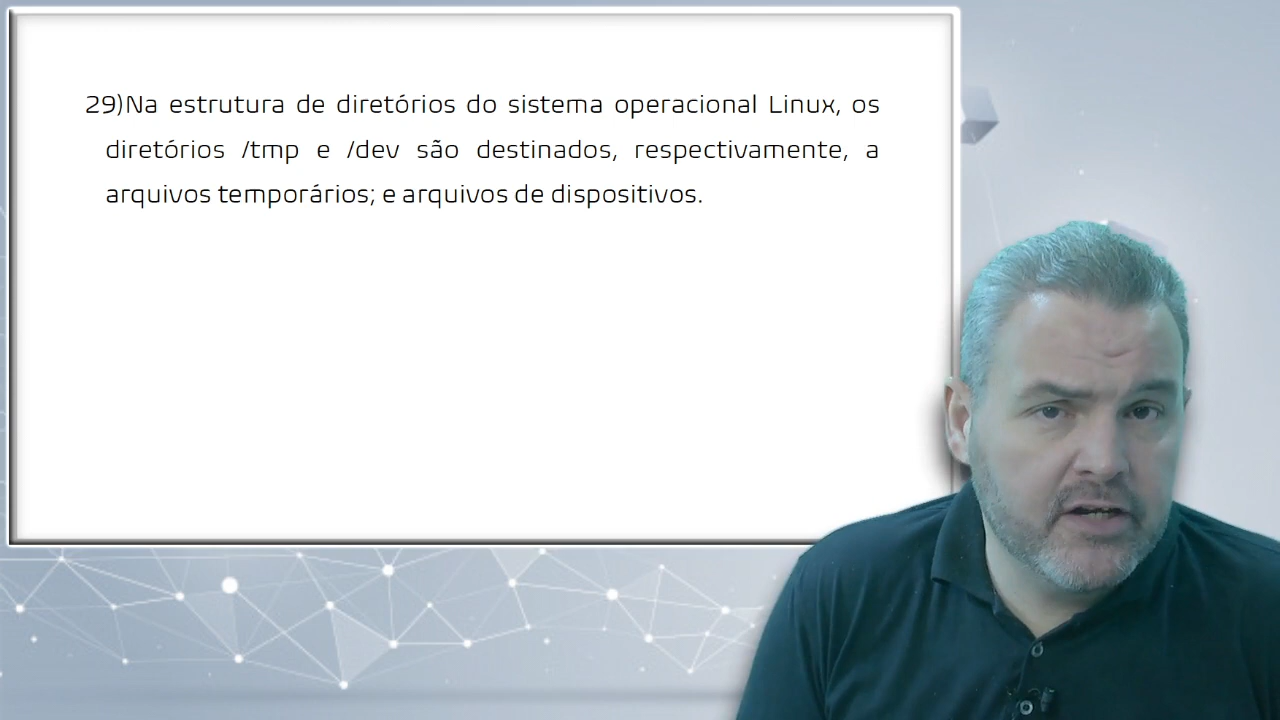 29)Na estrutura de diretórios do sistema operacional Linux, os
diretórios /tmp e /dev são destinados, respectivamente, a
arquivos temporários; e arquivos de dispositivos.